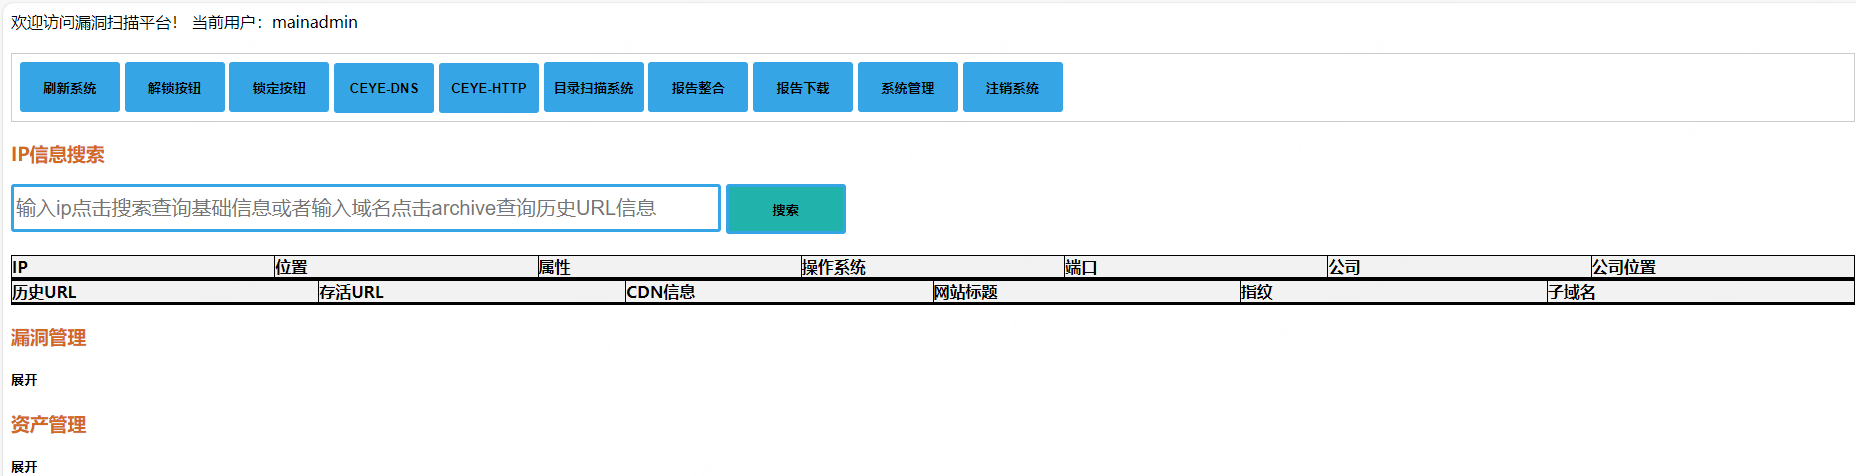 欢迎访问漏洞扫描平台! 当前用户：mainadmin
刷新系统 解锁按钮 锁定按钮 CEYE-DNS CEYE-HTTP 目录扫描系统 报告整合 报告下载 系统管理 注销系统
IP信息搜索
输入ip点击搜索查询基础信息或者输入域名点击archive查询历史URL信息 搜索
IP 位置 属性 操作系统 端口 公司 公司位置
历史URL 存活URL CDN信息 网站标题 指纹 子域名
漏洞管理
展开
资产管理
展开